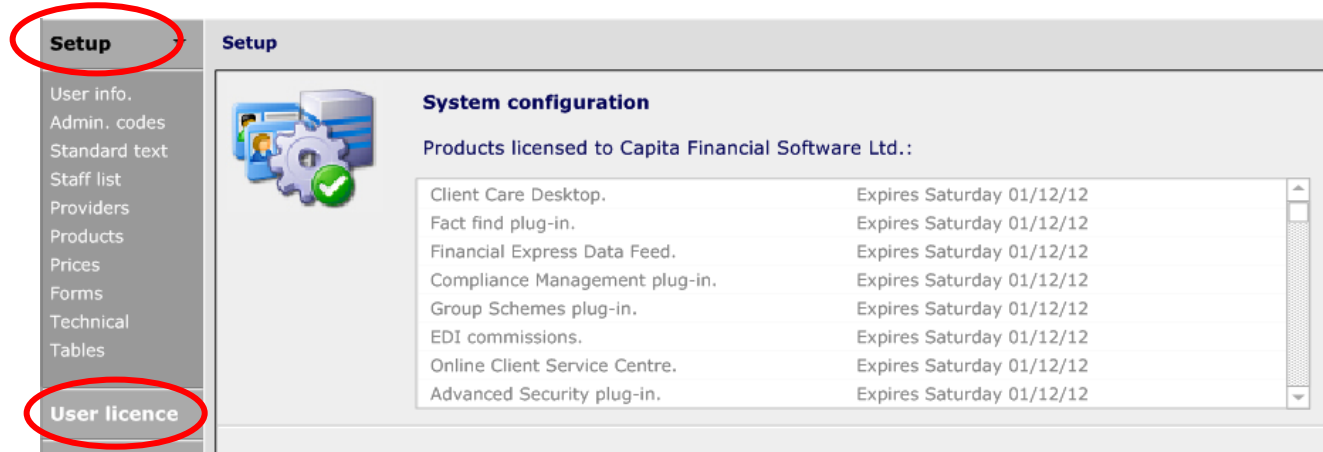 Setup
Setup
User info.
Admin. codes
Standard text
Staff list
Providers
Products
Prices
Forms
Technical
Tables
User licence
System configuration
Products licensed to Capita Financial Software Ltd.:
Client Care Desktop. Expires Saturday 01/12/12
Fact find plug-in. Expires Saturday 01/12/12
Financial Express Data Feed. Expires Saturday 01/12/12
Compliance Management plug-in. Expires Saturday 01/12/12
Group Schemes plug-in. Expires Saturday 01/12/12
EDI commissions. Expires Saturday 01/12/12
Online Client Service Centre. Expires Saturday 01/12/12
Advanced Security plug-in. Expires Saturday 01/12/12